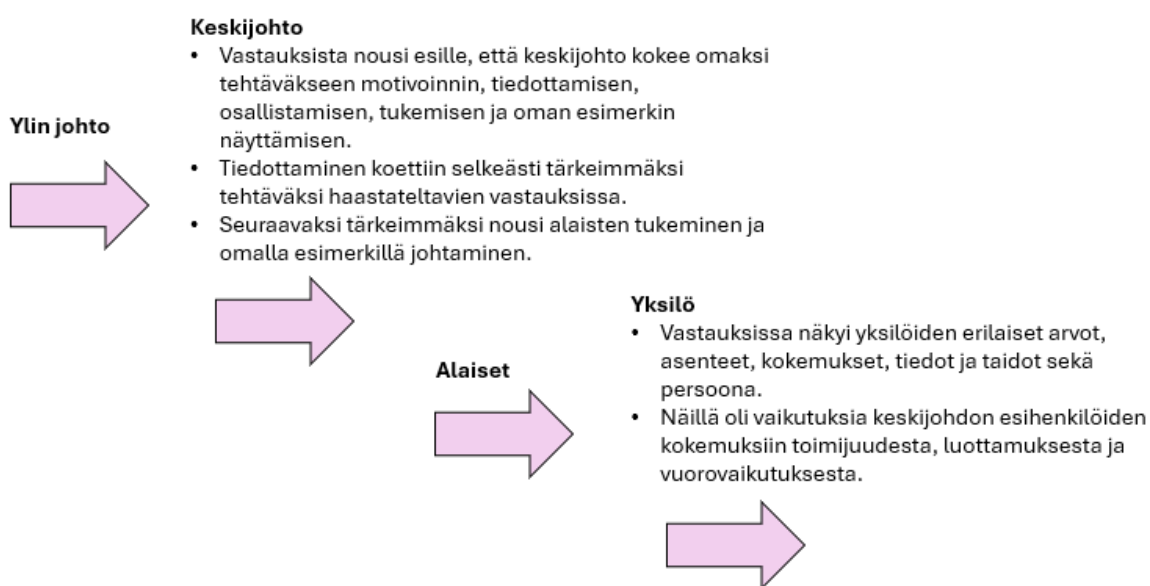 Keskijohto
• Vastauksista nousi esille, että keskijohto kokee omaksi
tehtäväkseen motivoinnin, tiedottamisen,
osallistamisen, tukemisen ja oman esimerkin
näyttämisen.
• Tiedottaminen koettiin selkeästi tärkeimmäksi
tehtäväksi haastateltavien vastauksissa.
• Seuraavaksi tärkeimmäksi nousi alaisten tukeminen ja
omalla esimerkillä johtaminen.
Ylin johto
Yksilö
• Vastauksissa näkyi yksilöiden erilaiset arvot,
asenteet, kokemukset, tiedot ja taidot sekä
persoona.
• Näillä oli vaikutuksia keskijohdon esihenkilöiden
kokemuksiin toimijuudesta, luottamuksesta ja
vuorovaikutuksesta.
Alaiset